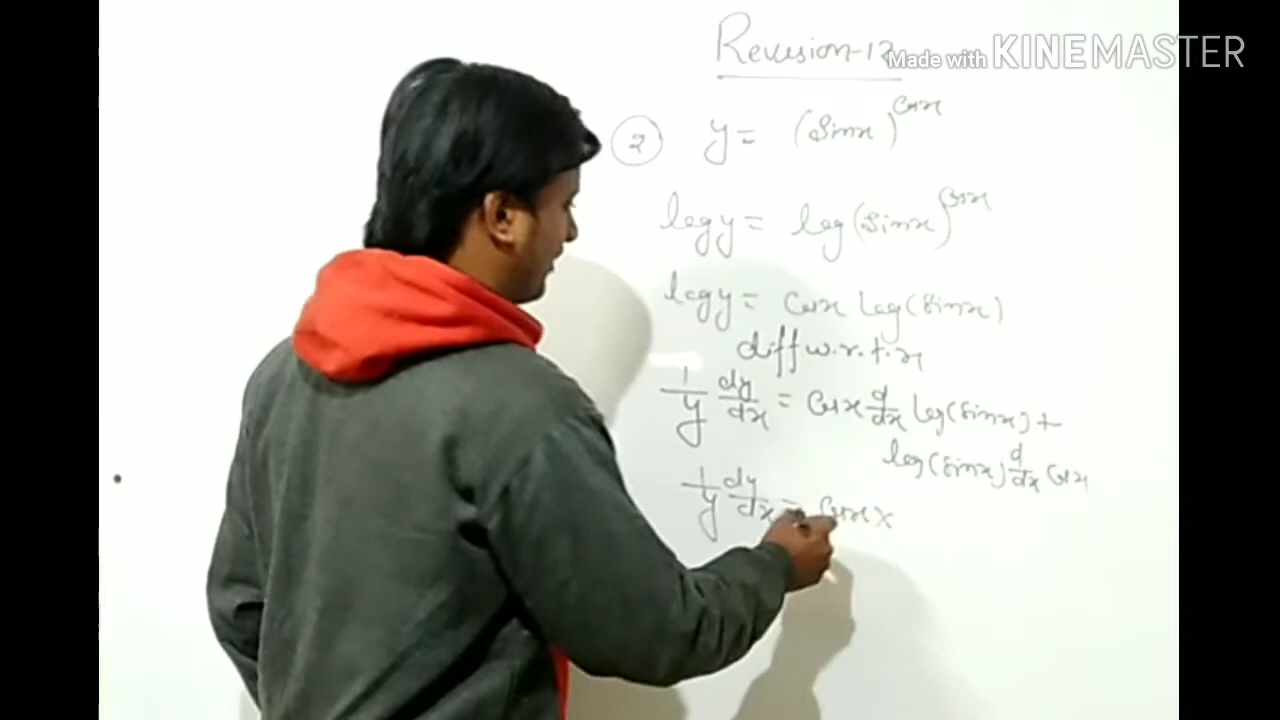 Revision-12
Made with KINEMASTER
2 y = (Sinx)^Cosx
log y = log (Sinx)^Cosx
log y = Cosx log (Sinx)
diff w.r.t. x
1/y dy/dx = Cosx d/dx log (Sinx) +
log (Sinx) d/dx Cosx
1/y dy/dx = Cosx x